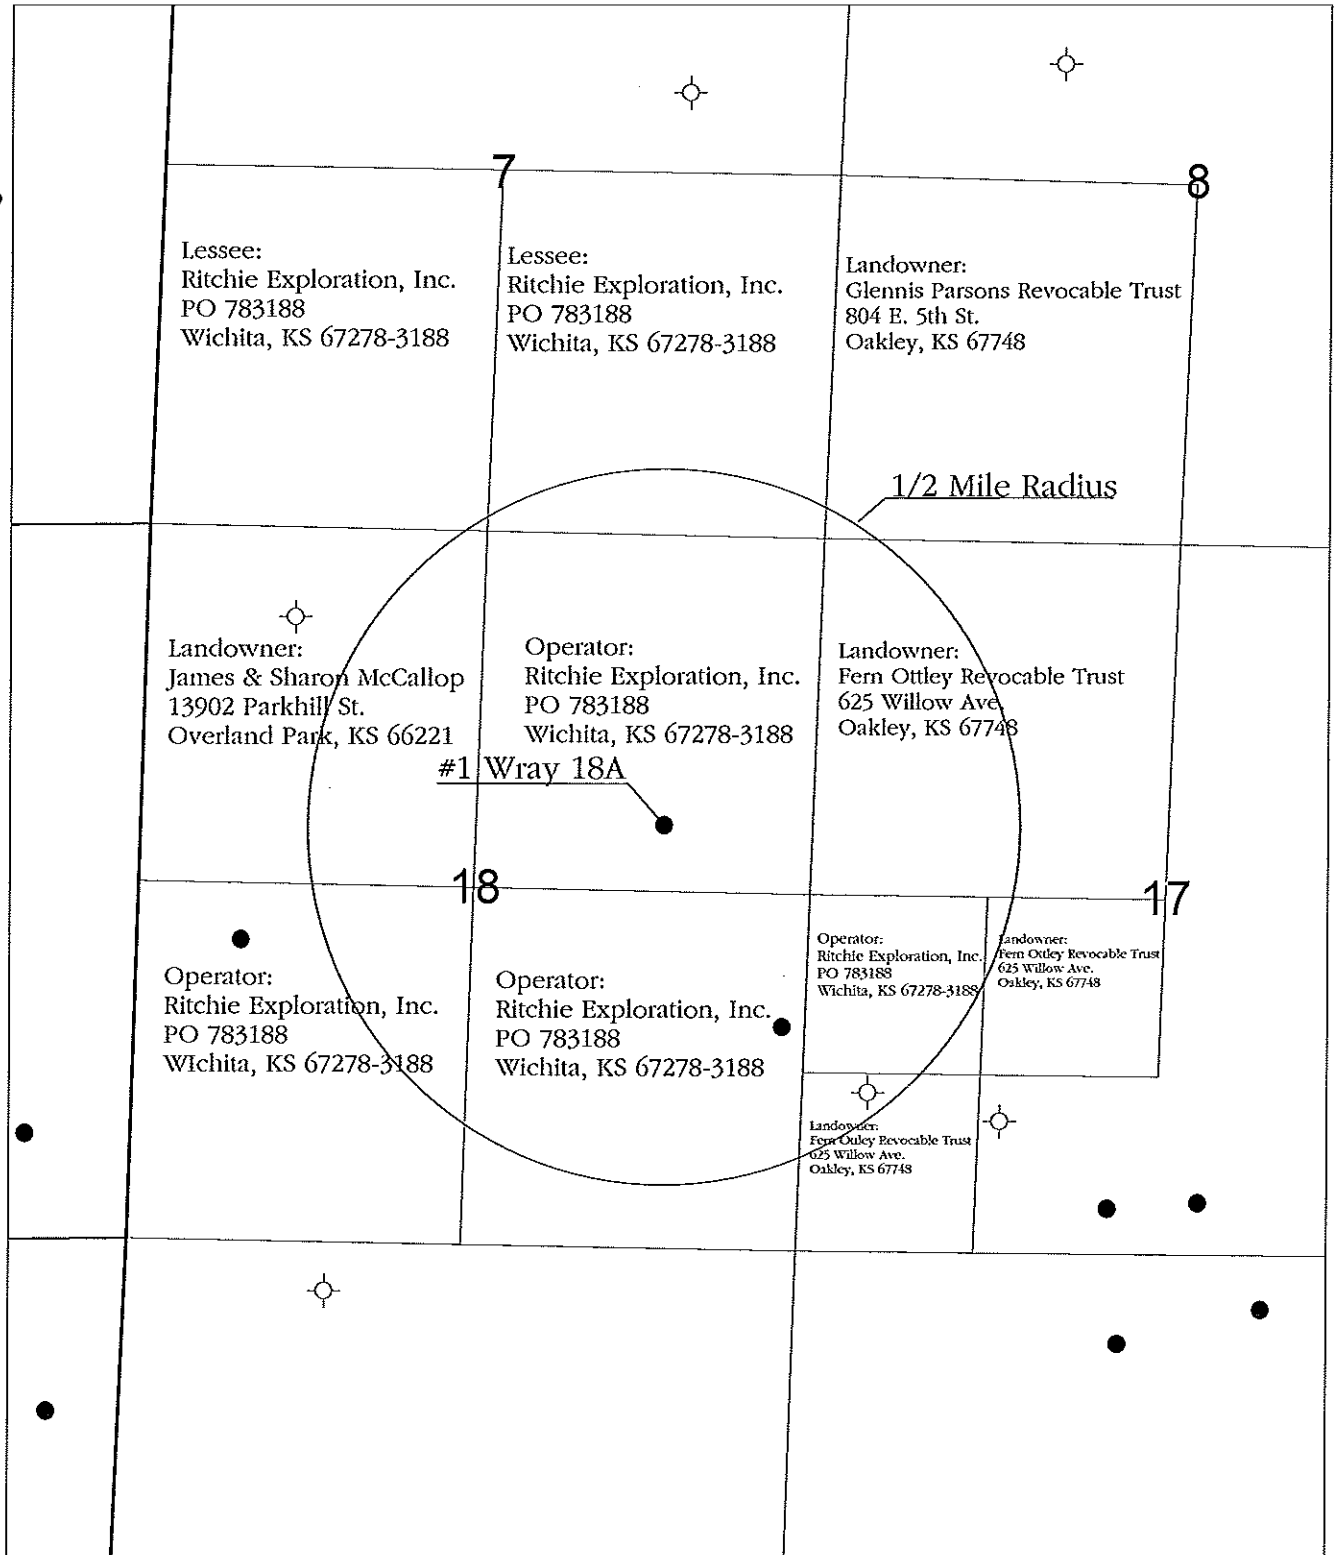 7
8
Lessee:
Ritchie Exploration, Inc.
PO 783188
Wichita, KS 67278-3188
Lessee:
Ritchie Exploration, Inc.
PO 783188
Wichita, KS 67278-3188
Landowner:
Glennis Parsons Revocable Trust
804 E. 5th St.
Oakley, KS 67748
1/2 Mile Radius
Landowner:
James & Sharon McCallop
13902 Parkhill St.
Overland Park, KS 66221
Operator:
Ritchie Exploration, Inc.
PO 783188
Wichita, KS 67278-3188
Landowner:
Fern Ottley Revocable Trust
625 Willow Ave.
Oakley, KS 67748
#1 Wray 18A
18
17
Operator:
Ritchie Exploration, Inc.
PO 783188
WIchita, KS 67278-3188
Operator:
Ritchie Exploration, Inc.
PO 783188
Wichita, KS 67278-3188
Operator:
Ritchie Exploration, Inc.
PO 783188
Wichita, KS 67278-3188
Landowner:
Fern Ottley Revocable Trust
625 Willow Ave.
Oakley, KS 67748
Landowner:
Fern Ottley Revocable Trust
625 Willow Ave.
Oakley, KS 67748